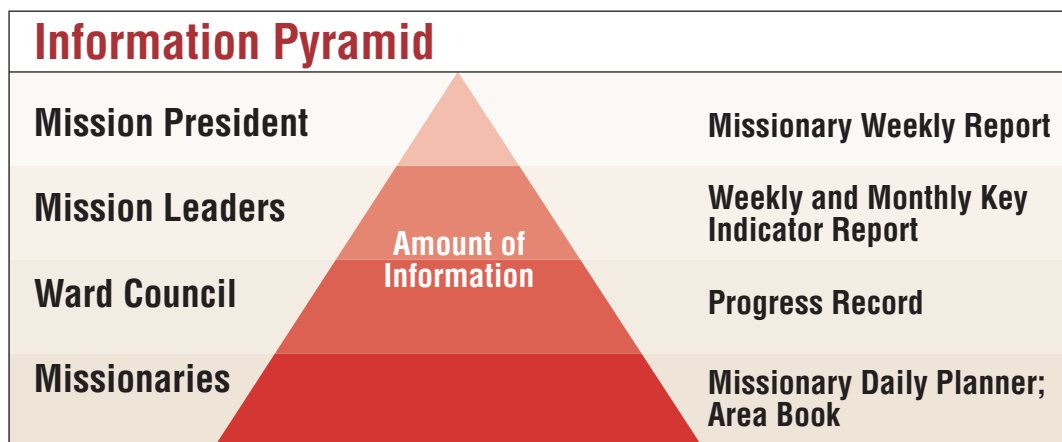 Information Pyramid
Mission President
Missionary Weekly Report
Mission Leaders
Weekly and Monthly Key
Indicator Report
Amount of
Information
Ward Council
Progress Record
Missionaries
Missionary Daily Planner;
Area Book